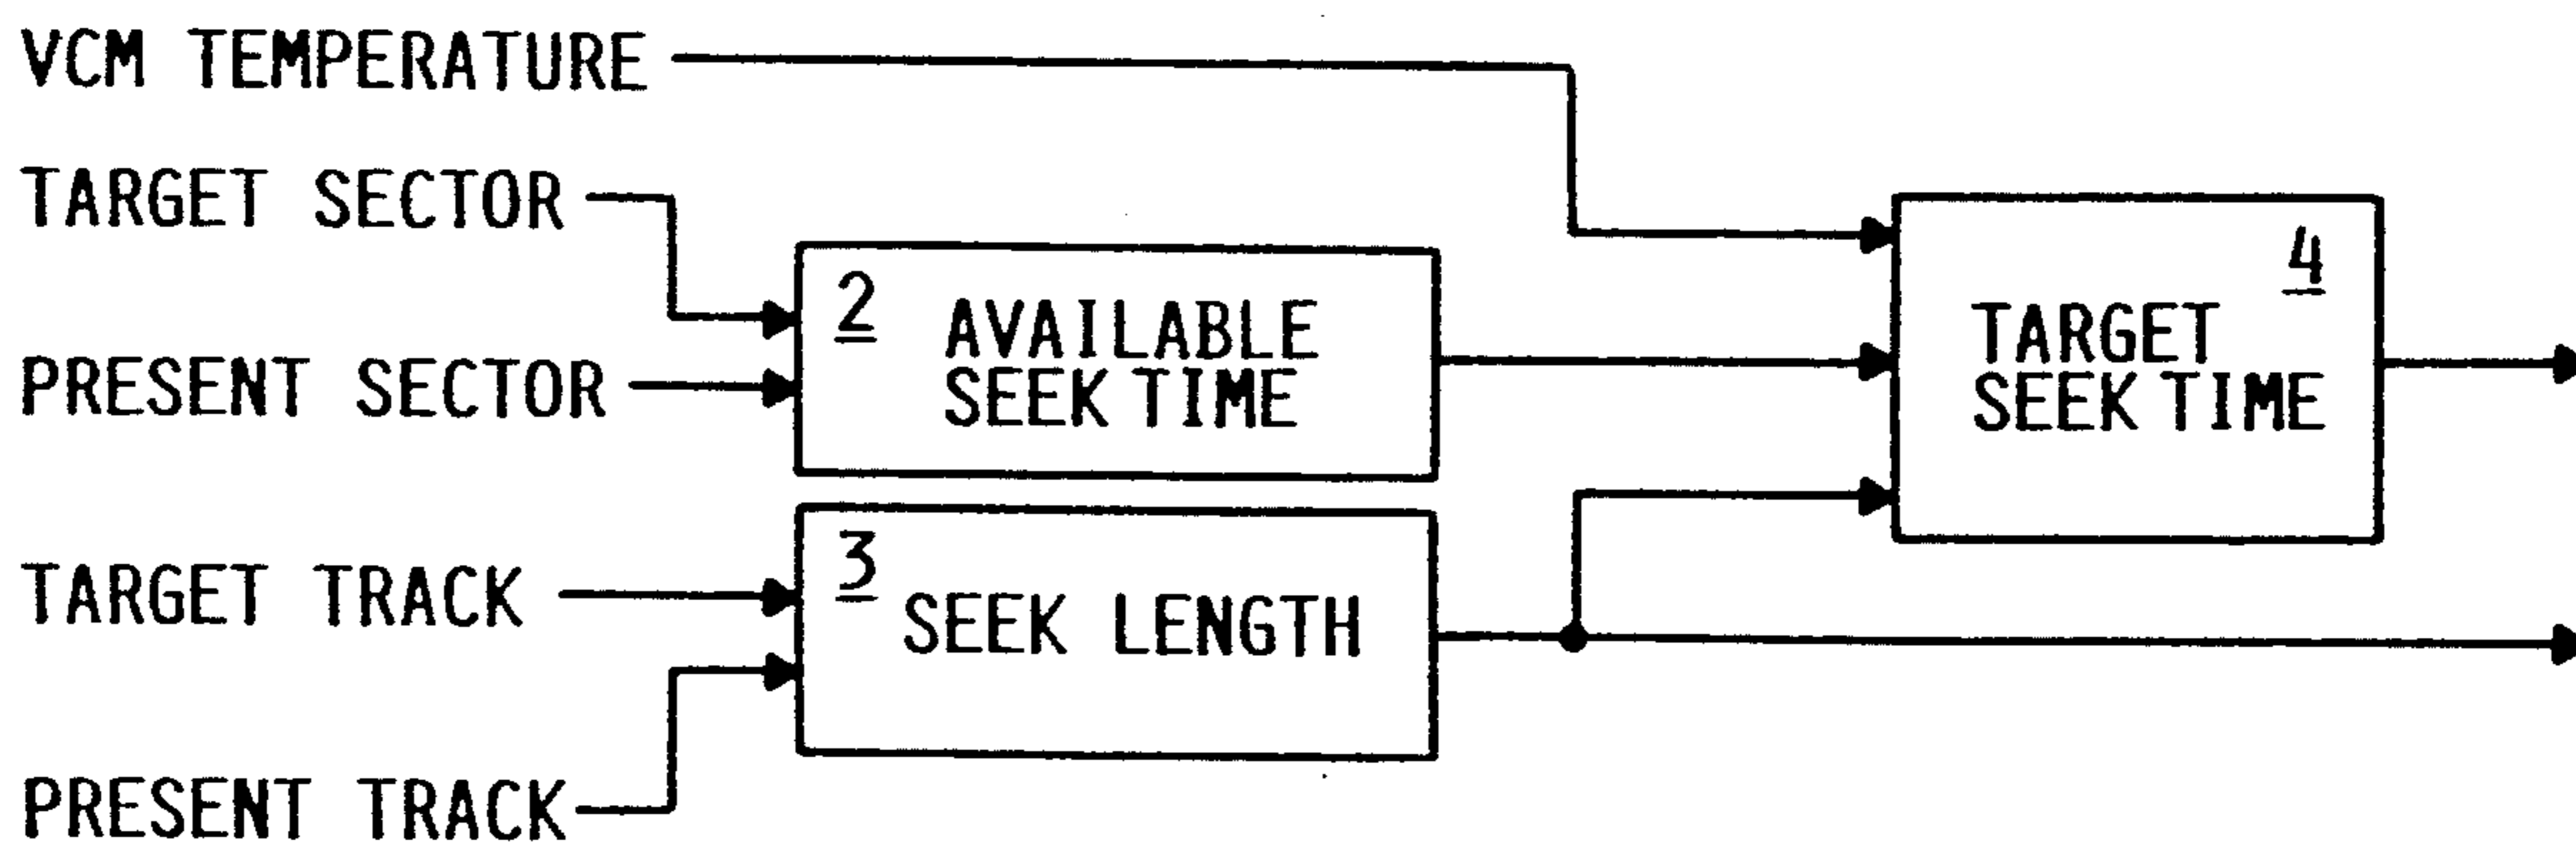 VCM TEMPERATURE
TARGET SECTOR
PRESENT SECTOR
2
AVAILABLE
SEEK TIME
4
TARGET
SEEK TIME
TARGET TRACK
3
SEEK LENGTH
PRESENT TRACK